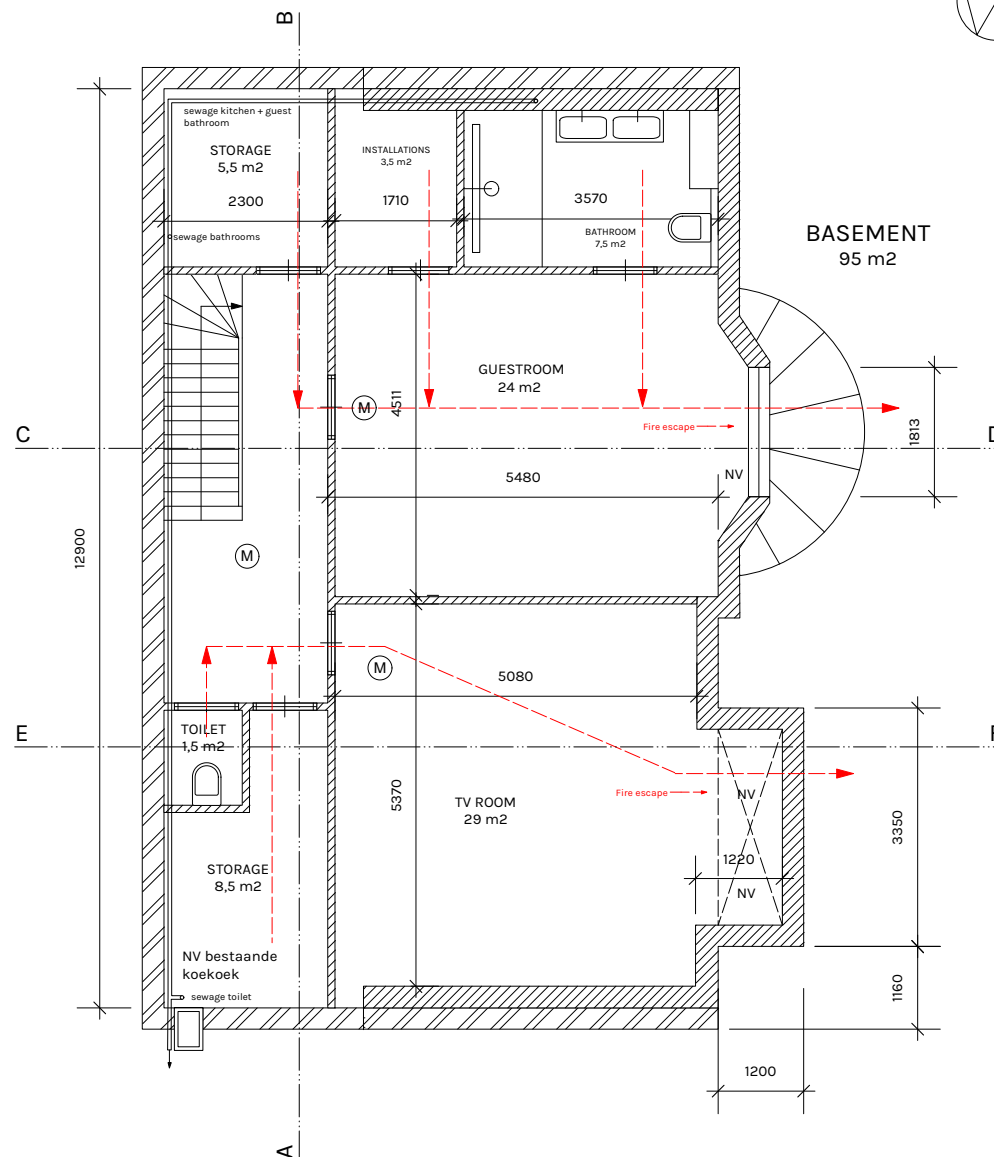 B
sewage kitchen + guest
bathroom
STORAGE
5,5 m2
INSTALLATIONS
3,5 m2
2300
1710
3570
sewage bathrooms
BATHROOM
7,5 m2
BASEMENT
95 m2
GUESTROOM
24 m2
M
4511
Fire escape
1813
C
D
5480
NV
12900
M
M
5080
E
F
TOILET
1,5 m2
5370
Fire escape
NV
TV ROOM
29 m2
3350
1220
STORAGE
8,5 m2
NV
NV bestaande
koekoek
sewage toilet
1160
1200
A